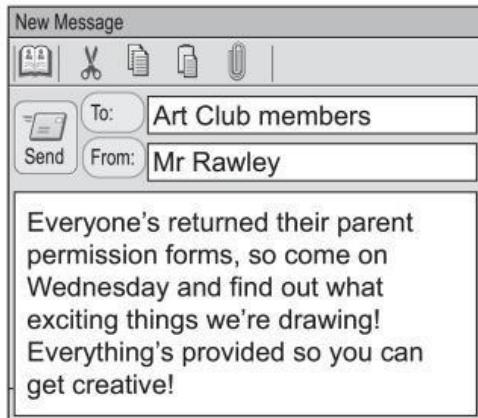 New Message
To: Art Club members
Send From: Mr Rawley
Everyone's returned their parent
permission forms, so come on
Wednesday and find out what
exciting things we're drawing!
Everything's provided so you can
get creative!